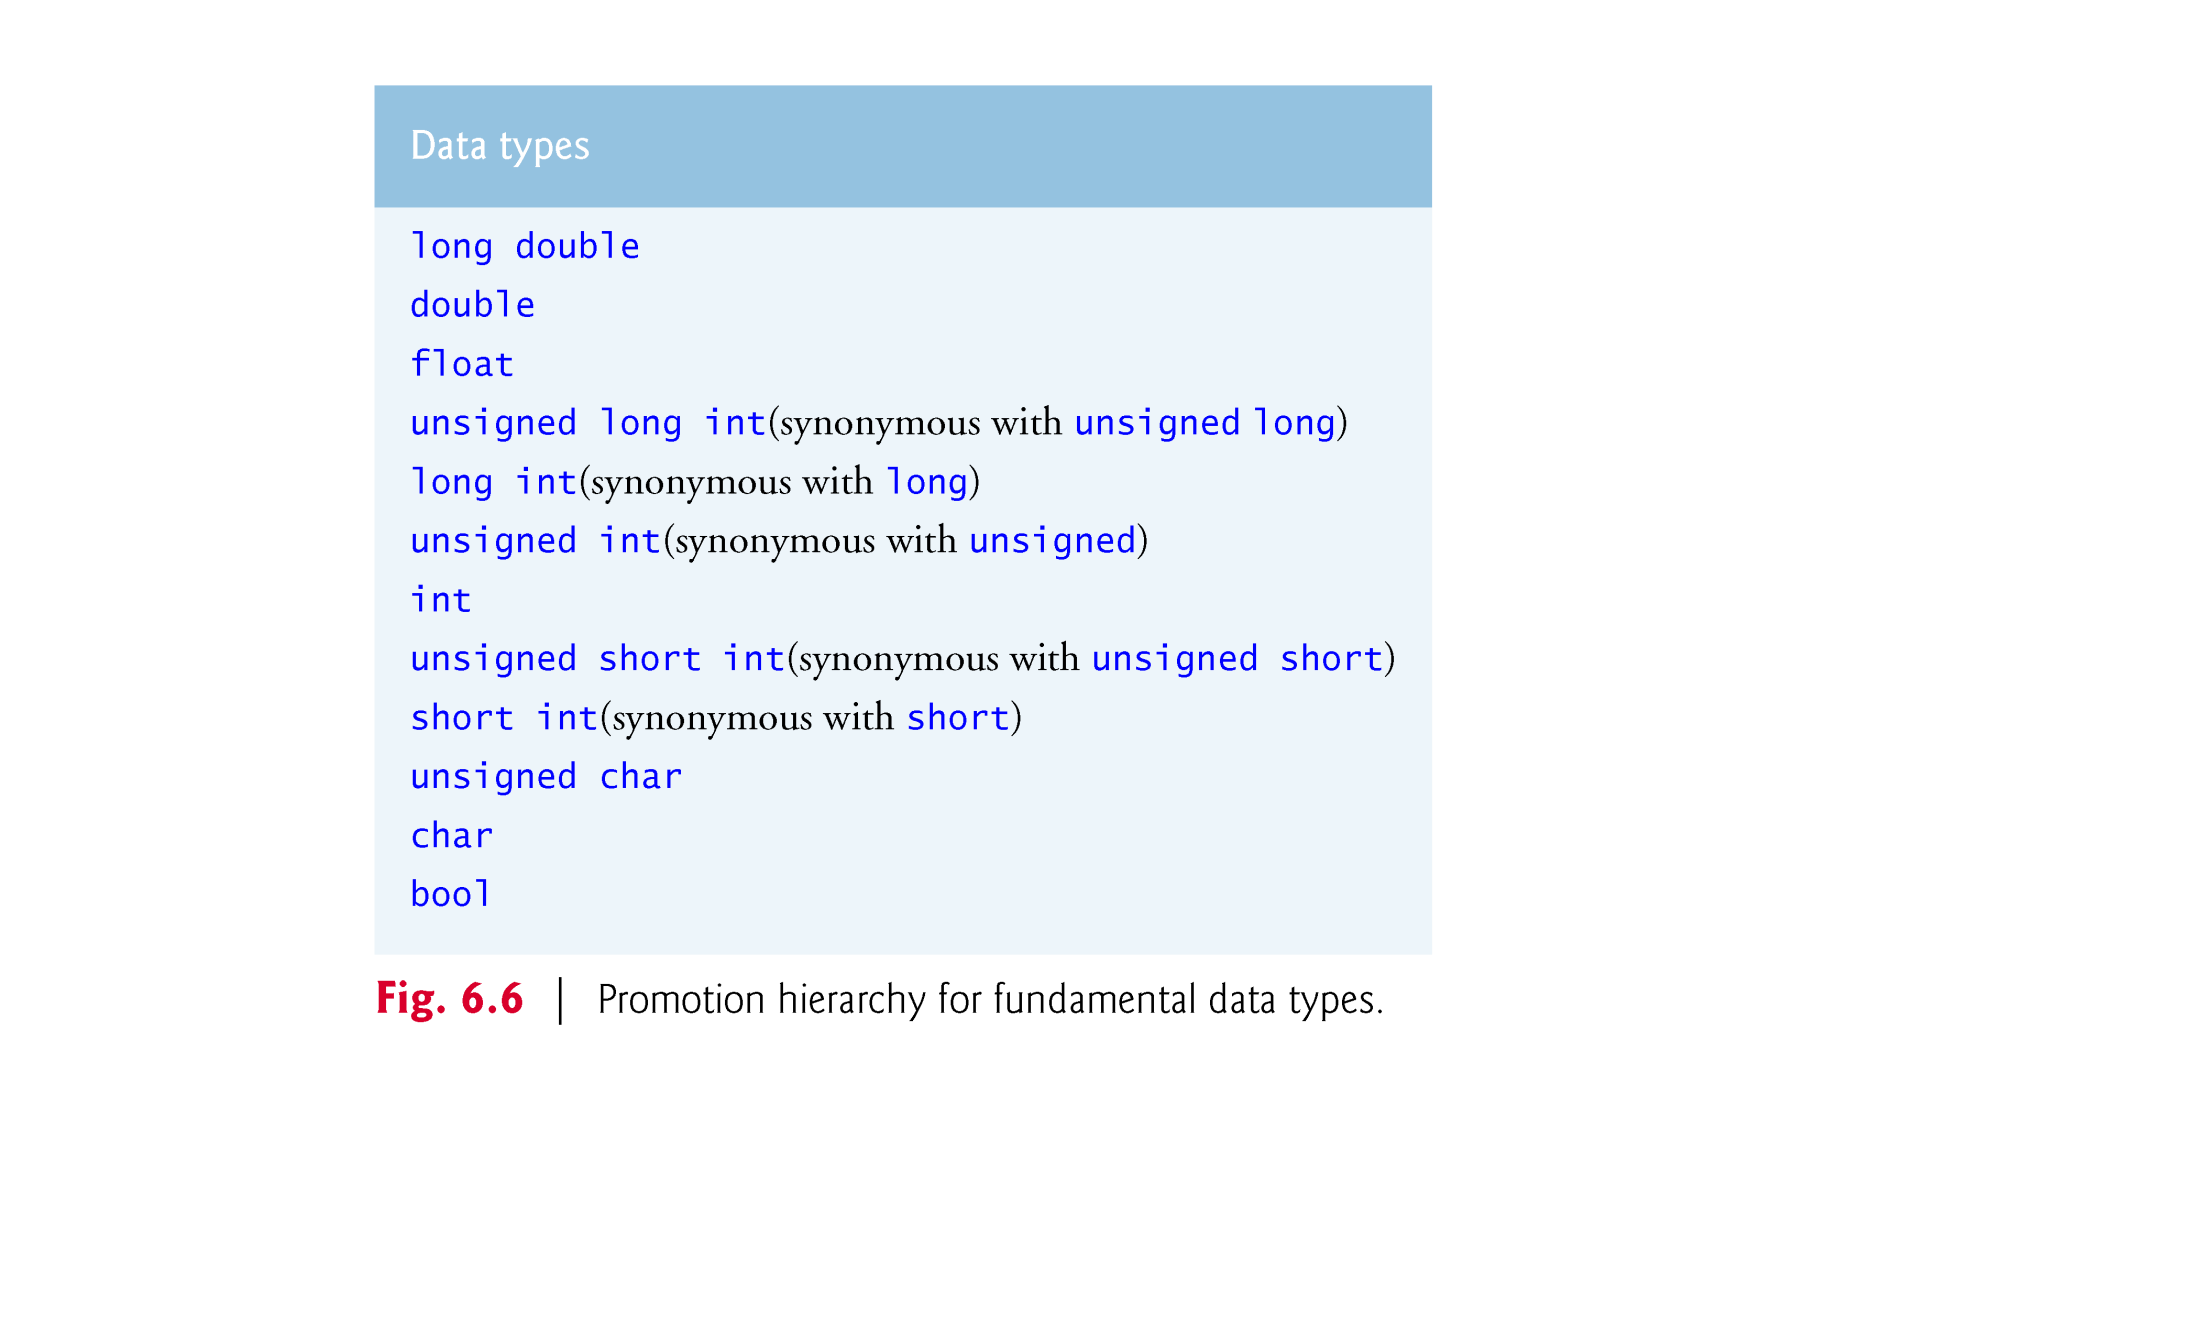 Data types
long double
double
float
unsigned long int(synonymous with unsigned long)
long int(synonymous with long)
unsigned int(synonymous with unsigned)
int
unsigned short int(synonymous with unsigned short)
short int(synonymous with short)
unsigned char
char
bool
Fig. 6.6 | Promotion hierarchy for fundamental data types.